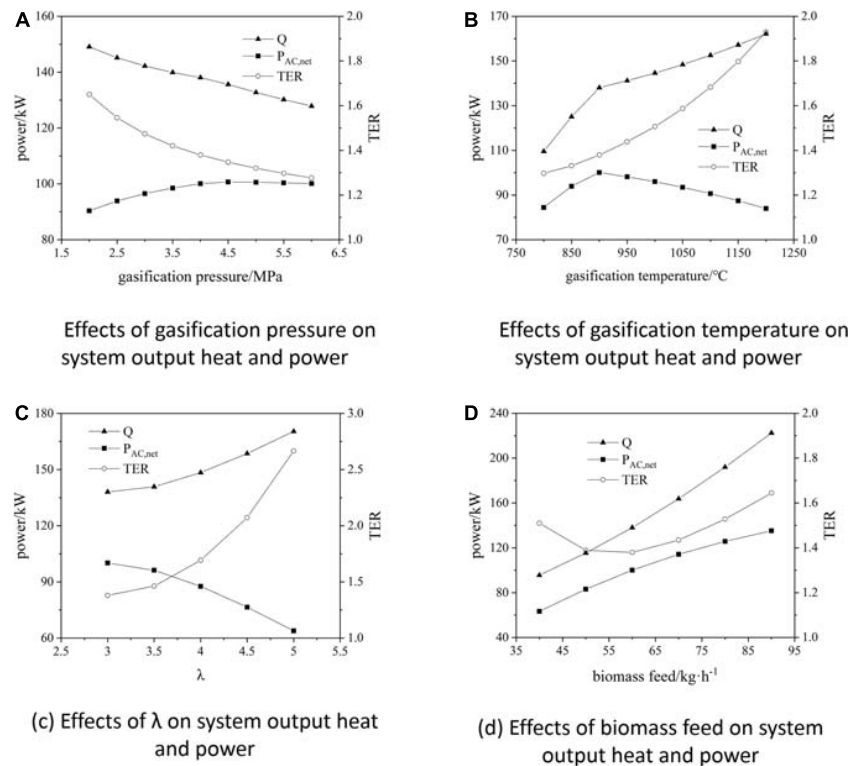 A
160
140
120
100
80
power/kW
2.0
1.8
1.6
1.4
1.2
1.0
TER
Q
P_AC,net
TER
1.5 2.0 2.5 3.0 3.5 4.0 4.5 5.0 5.5 6.0 6.5
gasification pressure/MPa
Effects of gasification pressure on
system output heat and power
B
170
150
130
110
90
70
power/kW
2.0
1.8
1.6
1.4
1.2
1.0
TER
Q
P_AC,net
TER
750 850 950 1050 1150 1250
gasification temperature/℃
Effects of gasification temperature on
system output heat and power
C
180
150
120
90
60
power/kW
3.0
2.5
2.0
1.5
1.0
TER
Q
P_AC,net
TER
2.5 3 3.5 4 4.5 5 5.5
λ
(c) Effects of λ on system output heat
and power
D
240
200
160
120
80
40
power/kW
2.0
1.8
1.6
1.4
1.2
1.0
TER
Q
P_AC,net
TER
35 45 55 65 75 85 95
biomass feed/kg·h⁻¹
(d) Effects of biomass feed on system
output heat and power